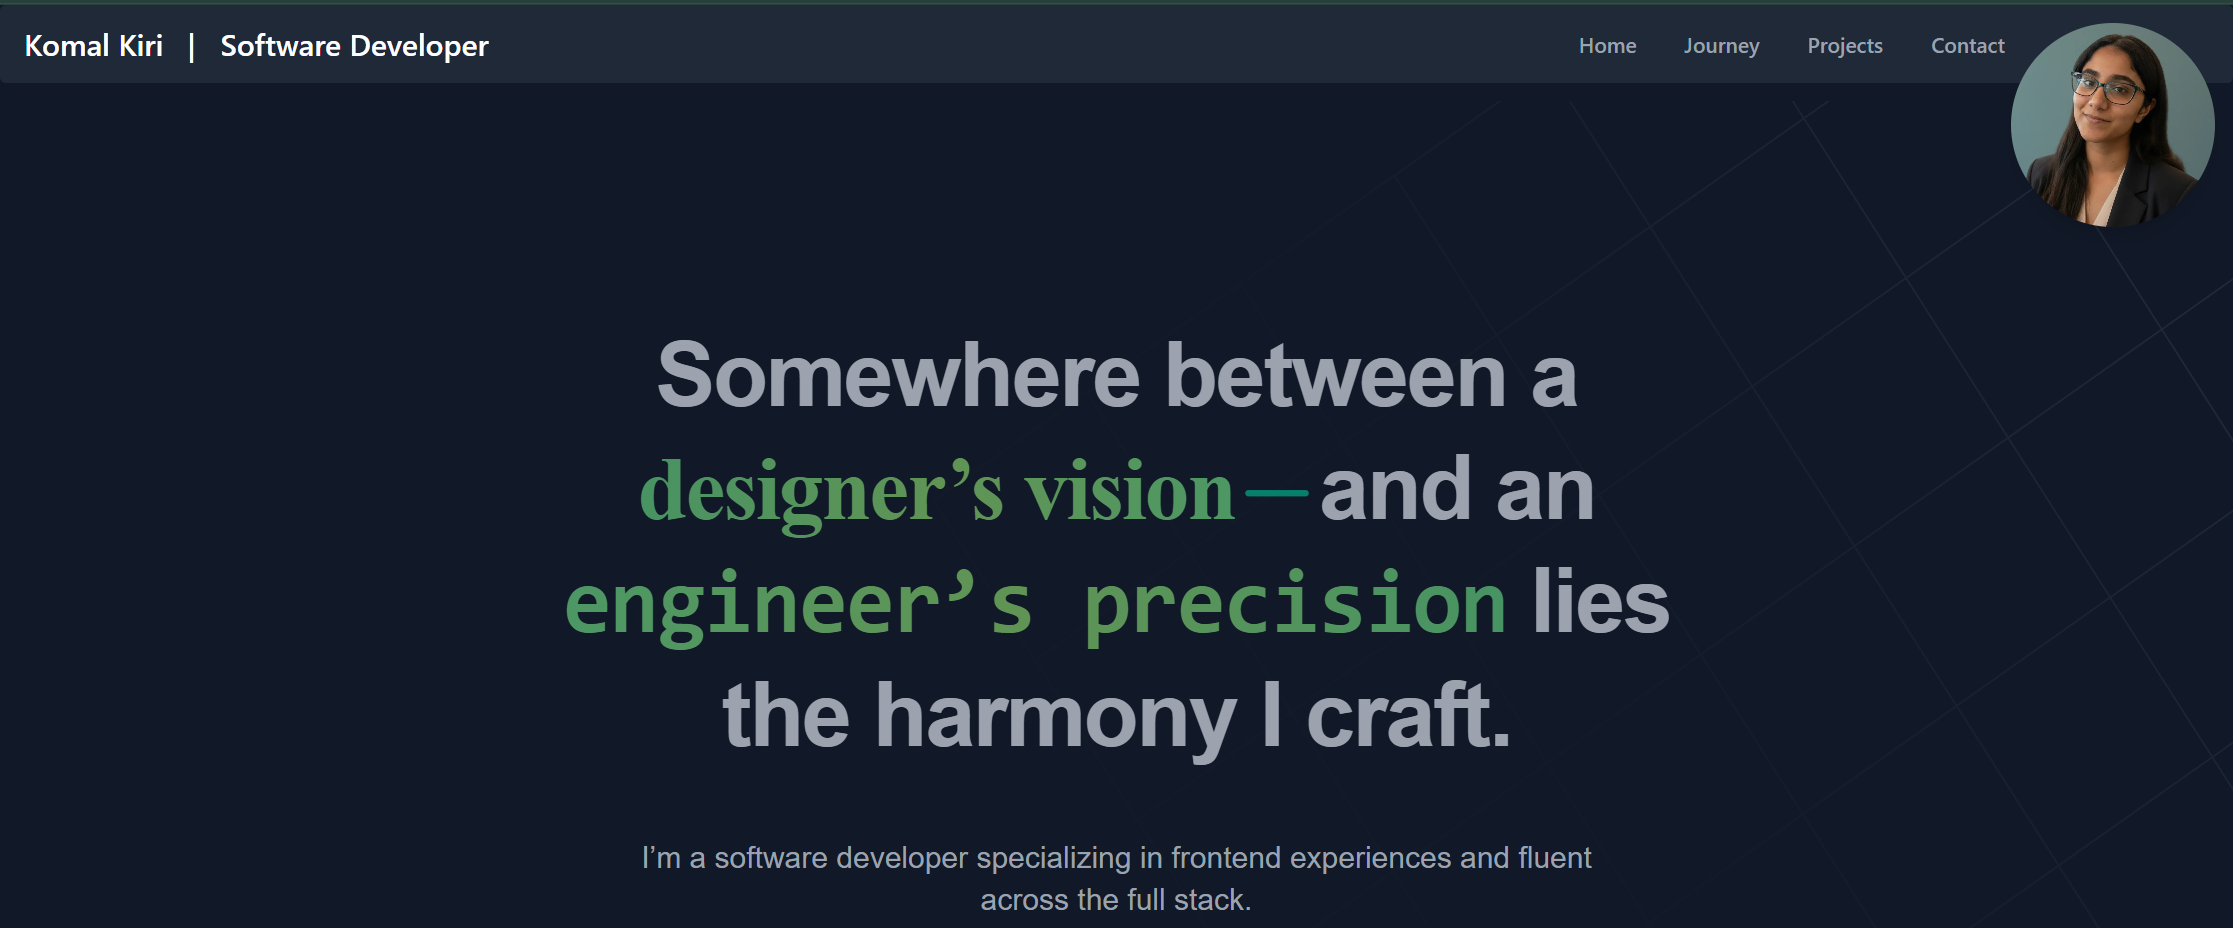 Komal Kiri | Software Developer
Home Journey Projects Contact
Somewhere between a
designer’s vision—and an
engineer’s precision lies
the harmony I craft.
I’m a software developer specializing in frontend experiences and fluent
across the full stack.